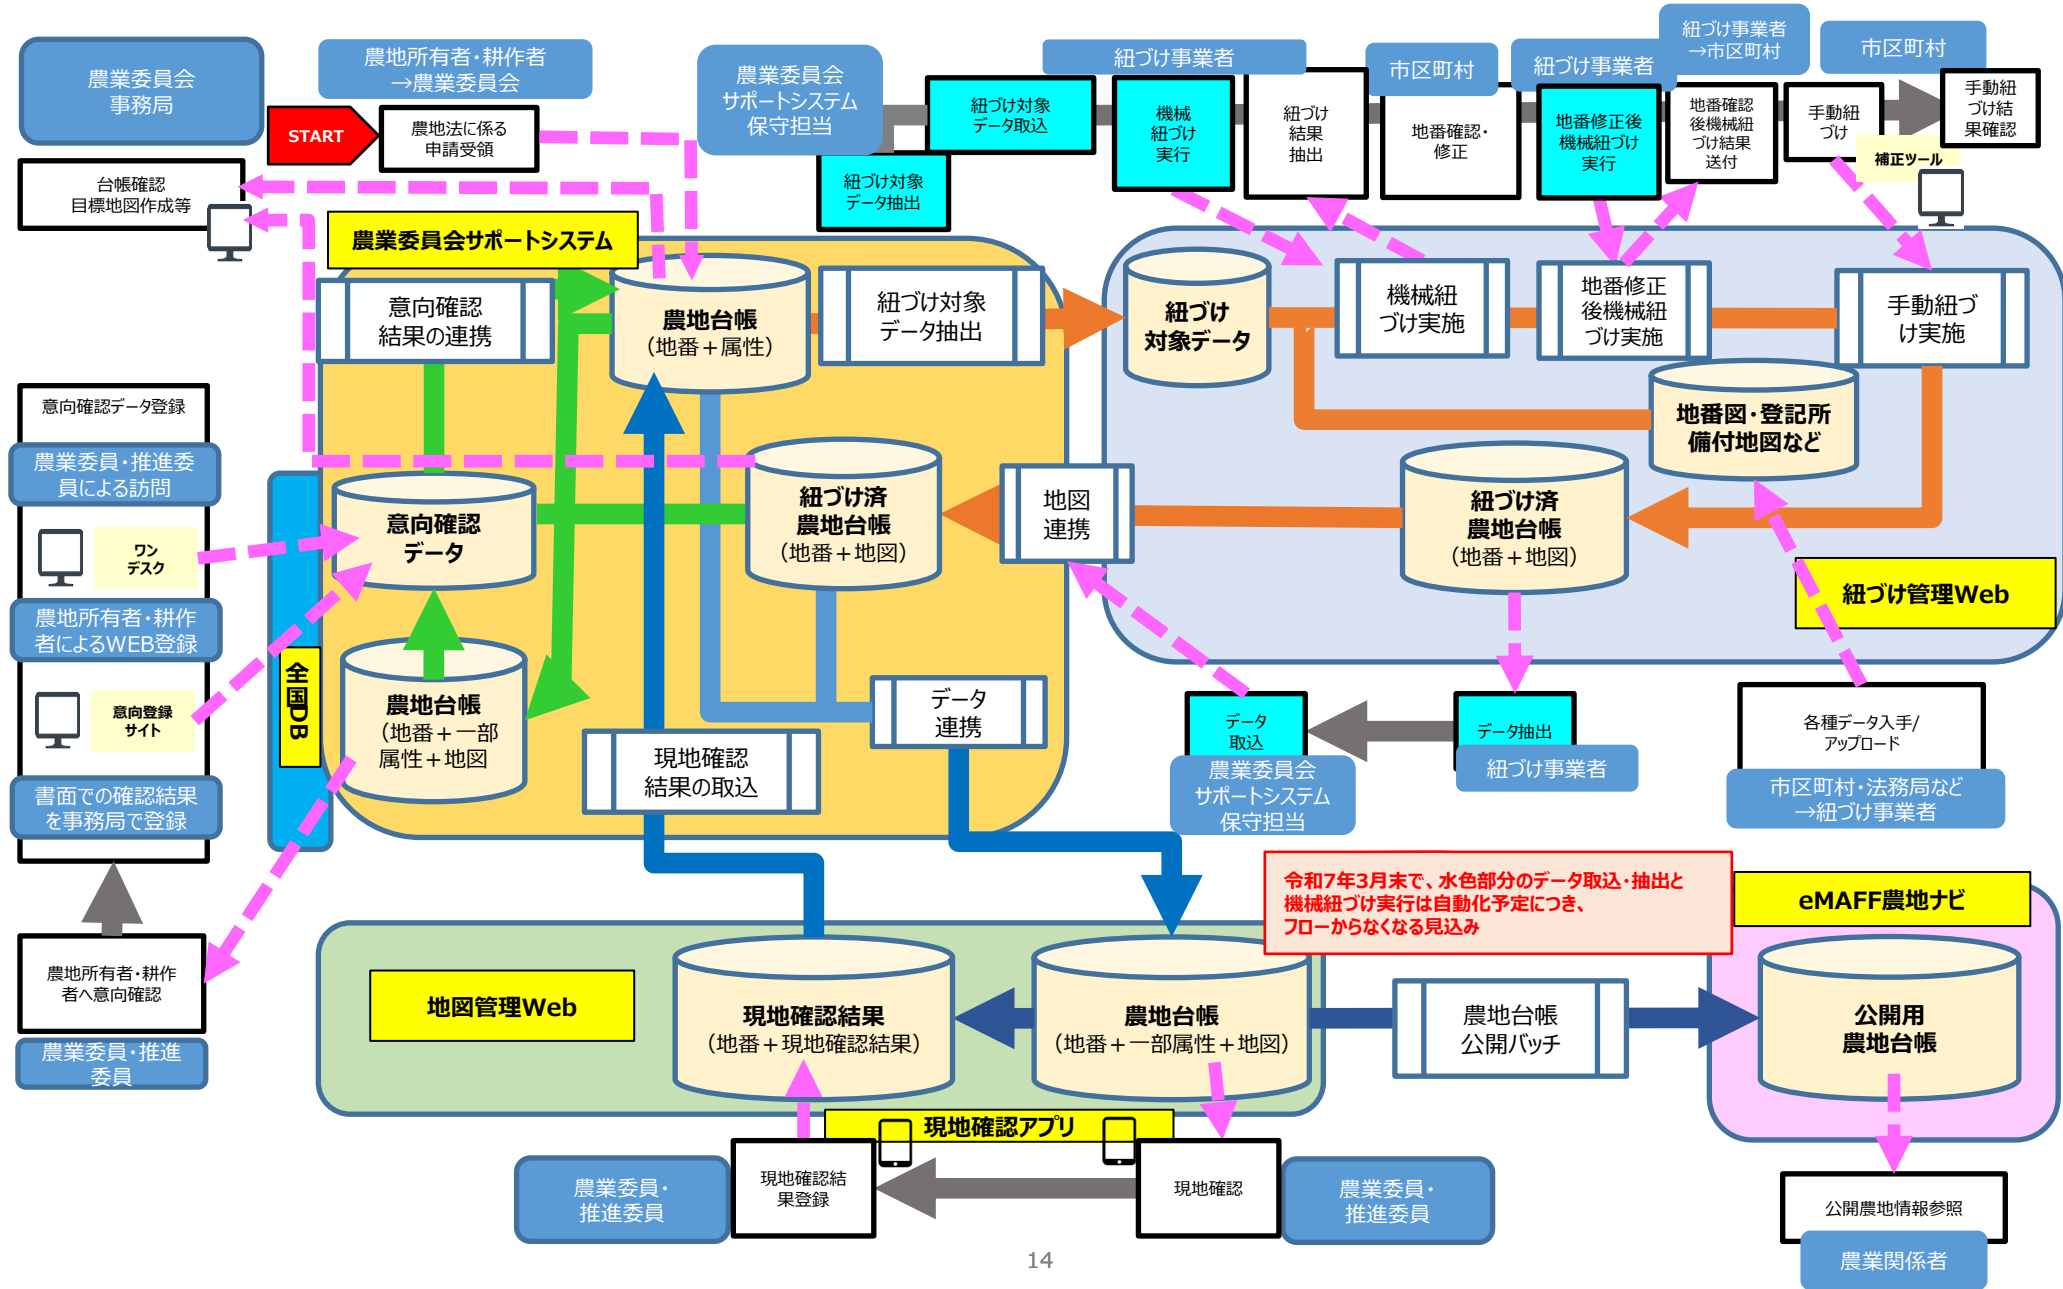 農業委員会
事務局
農地所有者・耕作者
→農業委員会
START
農地法に係る
申請受領
台帳確認
目標地図作成等
農業委員会
サポートシステム
保守担当
紐づけ対象
データ抽出
紐づけ対象
データ取込
紐づけ事業者
機械
紐づけ
実行
紐づけ
結果
抽出
市区町村
地番確認・
修正
紐づけ事業者
地番修正後
機械紐づけ
実行
紐づけ事業者
→市区町村
地番確認
後機械紐
づけ結果
送付
手動紐
づけ
市区町村
手動紐
づけ結
果確認
補正ツール
農業委員会サポートシステム
意向確認
結果の連携
農地台帳
（地番＋属性）
紐づけ対象
データ抽出
紐づけ
対象データ
機械紐
づけ実施
地番修正
後機械紐
づけ実施
手動紐づ
け実施
地番図・登記所
備付地図など
意向確認データ登録
農業委員・推進委
員による訪問
ワン
デスク
農地所有者・耕作
者によるWEB登録
意向登録
サイト
書面での確認結果
を事務局で登録
農地所有者・耕作
者へ意向確認
農業委員・推進
委員
全国DB
意向確認
データ
紐づけ済
農地台帳
（地番＋地図）
地図
連携
紐づけ済
農地台帳
（地番＋地図）
紐づけ管理Web
農地台帳
（地番＋一部
属性＋地図
現地確認
結果の取込
データ
連携
データ
取込
農業委員会
サポートシステム
保守担当
データ抽出
紐づけ事業者
各種データ入手/
アップロード
市区町村・法務局など
→紐づけ事業者
令和7年3月末で、水色部分のデータ取込・抽出と
機械紐づけ実行は自動化予定につき、
フローからなくなる見込み
eMAFF農地ナビ
地図管理Web
現地確認結果
（地番＋現地確認結果）
農地台帳
（地番＋一部属性＋地図）
農地台帳
公開バッチ
公開用
農地台帳
現地確認アプリ
農業委員・
推進委員
現地確認結
果登録
現地確認
農業委員・
推進委員
公開農地情報参照
農業関係者
14